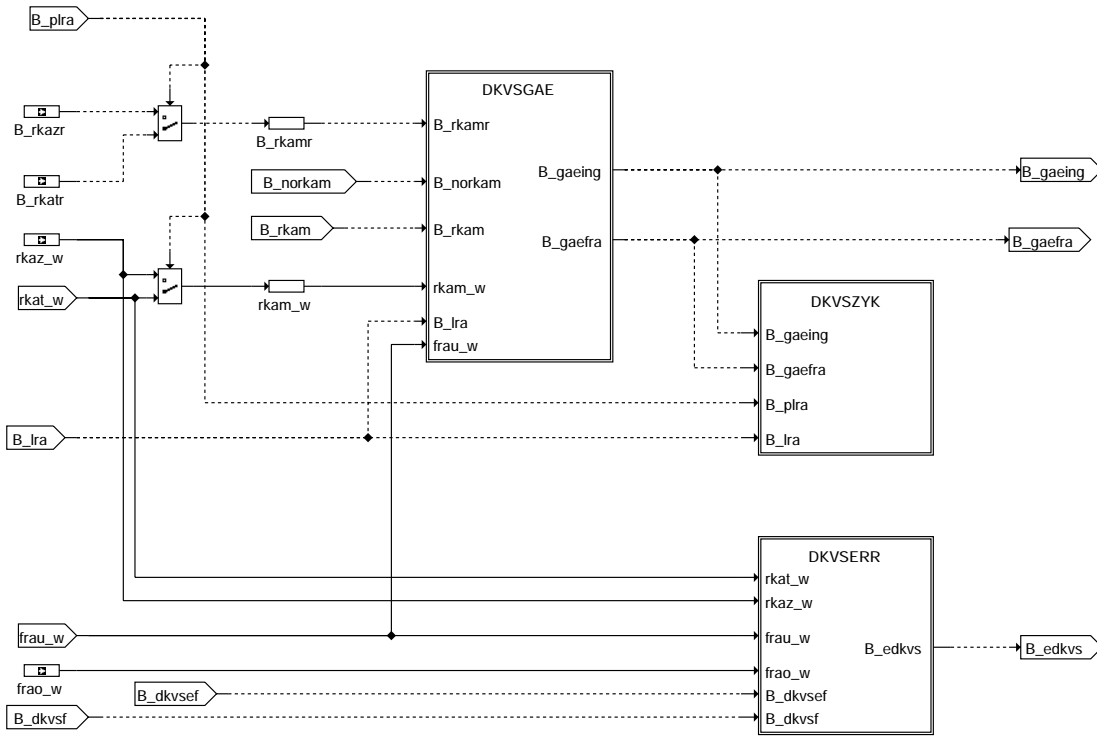 B_plra
DKVSGAE
B_rkazr
B_rkamr
B_rkamr
B_gaeing
B_gaeing
B_norkam
B_norkam
B_rkatr
B_rkam
B_rkam
B_gaefra
B_gaefra
rkaz_w
rkat_w
rkam_w
rkam_w
DKVSZYK
B_lra
B_gaeing
frau_w
B_gaefra
B_plra
B_lra
B_lra
DKVSERR
rkat_w
rkaz_w
frau_w
frau_w
B_edkvs
B_edkvs
frao_w
frao_w
B_dkvsef
B_dkvsef
B_dkvsf
B_dkvsf